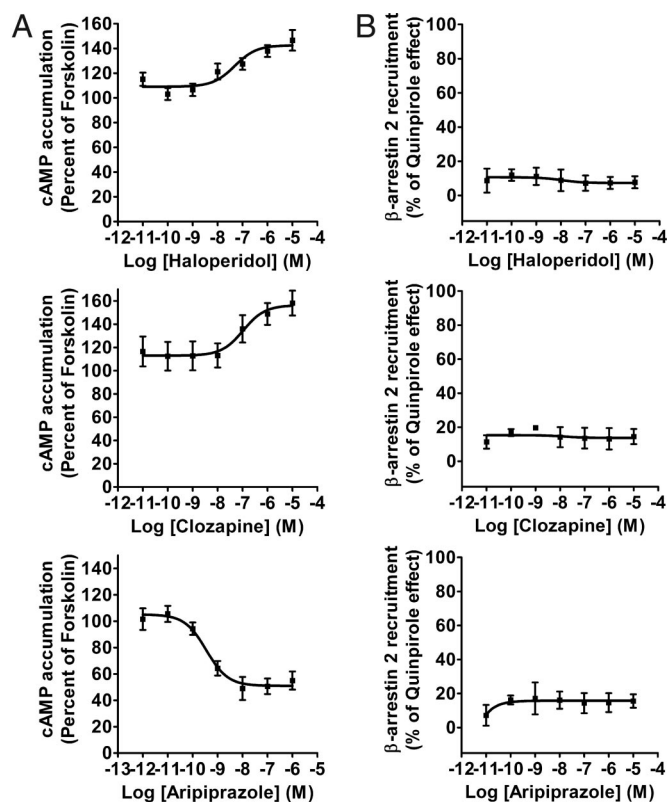 A
B
cAMP accumulation
(Percent of Forskolin)
160
140
120
100
80
60
40
20
0
-12-11-10 -9 -8 -7 -6 -5 -4
Log [Haloperidol] (M)
β-arrestin 2 recruitment
(% of Quinpirole effect)
100
80
60
40
20
0
-12-11-10 -9 -8 -7 -6 -5 -4
Log [Haloperidol] (M)
cAMP accumulation
(Percent of Forskolin)
160
140
120
100
80
60
40
20
0
-12-11-10 -9 -8 -7 -6 -5 -4
Log [Clozapine] (M)
β-arrestin 2 recruitment
(% of Quinpirole effect)
100
80
60
40
20
0
-12-11-10 -9 -8 -7 -6 -5 -4
Log [Clozapine] (M)
cAMP accumulation
(Percent of Forskolin)
140
120
100
80
60
40
20
0
-13-12-11-10 -9 -8 -7 -6 -5
Log [Aripiprazole] (M)
β-arrestin 2 recruitment
(% of Quinpirole effect)
100
80
60
40
20
0
-12-11-10 -9 -8 -7 -6 -5 -4
Log [Aripiprazole] (M)